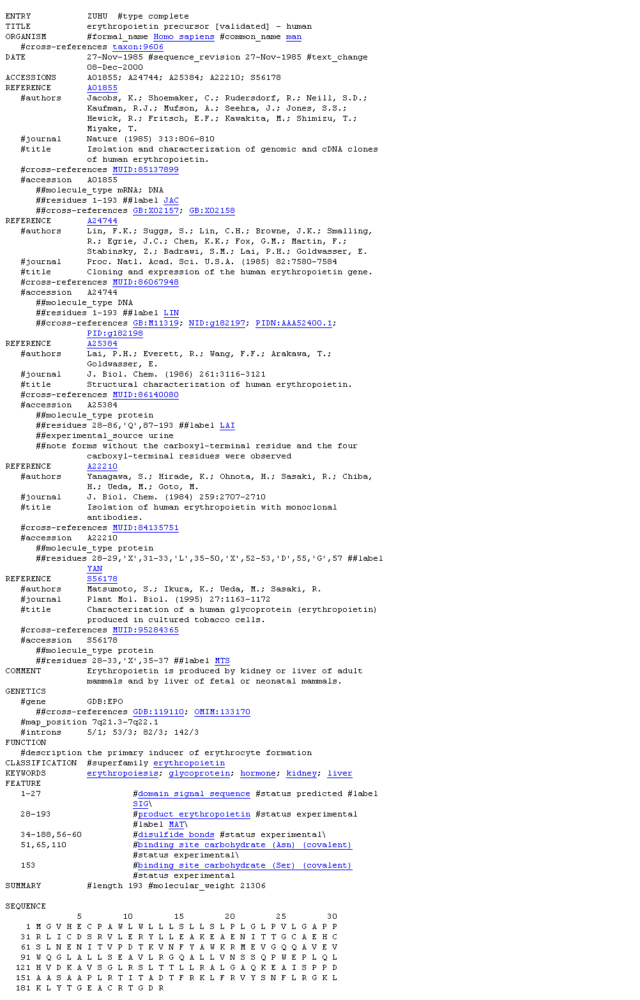 ENTRY ZUHU #type complete
TITLE erythropoietin precursor [validated] - human
ORGANISM #formal_name Homo sapiens #common_name man
#cross-references taxon:9606
DATE 27-Nov-1985 #sequence_revision 27-Nov-1985 #text_change
08-Dec-2000
ACCESSIONS A01855; A24744; A25384; A22210; S56178
REFERENCE A01855
#authors Jacobs, K.; Shoemaker, C.; Rudersdorf, R.; Neill, S.D.;
Kaufman, R.J.; Mufson, A.; Seehra, J.; Jones, S.S.;
Hewick, R.; Fritsch, E.F.; Kawakita, M.; Shimizu, T.;
Miyake, T.
#journal Nature (1985) 313:806-810
#title Isolation and characterization of genomic and cDNA clones
of human erythropoietin.
#cross-references MUID:85137899
#accession A01855
##molecule_type mRNA; DNA
##residues 1-193 ##label JAC
##cross-references GB:X02157; GB:X02158
REFERENCE A24744
#authors Lin, F.K.; Suggs, S.; Lin, C.H.; Browne, J.K.; Smalling,
R.; Egrie, J.C.; Chen, K.K.; Fox, G.M.; Martin, F.;
Stabinsky, Z.; Badrawi, S.M.; Lai, P.H.; Goldwasser, E.
#journal Proc. Natl. Acad. Sci. U.S.A. (1985) 82:7580-7584
#title Cloning and expression of the human erythropoietin gene.
#cross-references MUID:86067948
#accession A24744
##molecule_type DNA
##residues 1-193 ##label LIN
##cross-references GB:M11319; NID:g182197; PIDN:AAA52400.1;
PID:g182198
REFERENCE A25384
#authors Lai, P.H.; Everett, R.; Wang, F.F.; Arakawa, T.;
Goldwasser, E.
#journal J. Biol. Chem. (1986) 261:3116-3121
#title Structural characterization of human erythropoietin.
#cross-references MUID:86140080
#accession A25384
##molecule_type protein
##residues 28-86,'Q',87-193 ##label LAI
##experimental_source urine
##note forms without the carboxyl-terminal residue and the four
carboxyl-terminal residues were observed
REFERENCE A22210
#authors Yanagawa, S.; Hirade, K.; Ohnota, H.; Sasaki, R.; Chiba,
H.; Ueda, M.; Goto, M.
#journal J. Biol. Chem. (1984) 259:2707-2710
#title Isolation of human erythropoietin with monoclonal
antibodies.
#cross-references MUID:84135751
#accession A22210
##molecule_type protein
##residues 28-29,'X',31-33,'L',35-50,'X',52-53,'D',55,'G',57 ##label
YAN
REFERENCE S56178
#authors Matsumoto, S.; Ikura, K.; Ueda, M.; Sasaki, R.
#journal Plant Mol. Biol. (1995) 27:1163-1172
#title Characterization of a human glycoprotein (erythropoietin)
produced in cultured tobacco cells.
#cross-references MUID:95284365
#accession S56178
##molecule_type protein
##residues 28-33,'X',35-37 ##label MTS
COMMENT Erythropoietin is produced by kidney or liver of adult
mammals and by liver of fetal or neonatal mammals.
GENETICS
#gene GDB:EPO
##cross-references GDB:119110; OMIM:133170
#map_position 7q21.3-7q22.1
#introns 5/1; 53/3; 82/3; 142/3
FUNCTION
#description the primary inducer of erythrocyte formation
CLASSIFICATION #superfamily erythropoietin
KEYWORDS erythropoiesis; glycoprotein; hormone; kidney; liver
FEATURE
1-27 #domain signal sequence #status predicted #label
SIG\
28-193 #product erythropoietin #status experimental
#label MAT\
34-188,56-60 #disulfide bonds #status experimental\
51,65,110 #binding site carbohydrate (Asn) (covalent)
#status experimental\
153 #binding site carbohydrate (Ser) (covalent)
#status experimental
SUMMARY #length 193 #molecular_weight 21306
SEQUENCE
5 10 15 20 25 30
1 M G V H E C P A W L W L L L S L L S L P L G L P V L G A P P
31 R L I C D S R V L E R Y L L E A K E A E N I T T G C A E H C
61 S L N E N I T V P D T K V N F Y A W K R M E V G Q Q A V E V
91 W Q G L A L L S E A V L R G Q A L L V N S S Q P W E P L Q L
121 H V D K A V S G L R S L T T L L R A L G A Q K E A I S P P D
151 A A S A A P L R T I T A D T F R K L F R V Y S N F L R G K L
181 K L Y T G E A C R T G D R